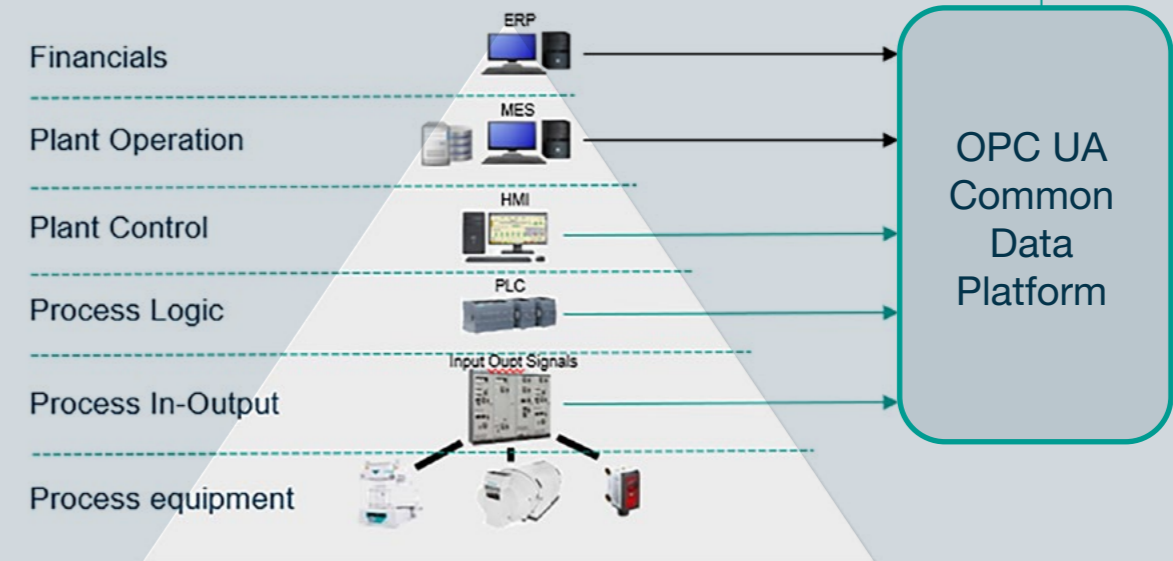 ERP
Financials
MES
Plant Operation
OPC UA
Common
Data
Platform
HMI
Plant Control
PLC
Process Logic
Input Oupt Signals
Process In-Output
Process equipment